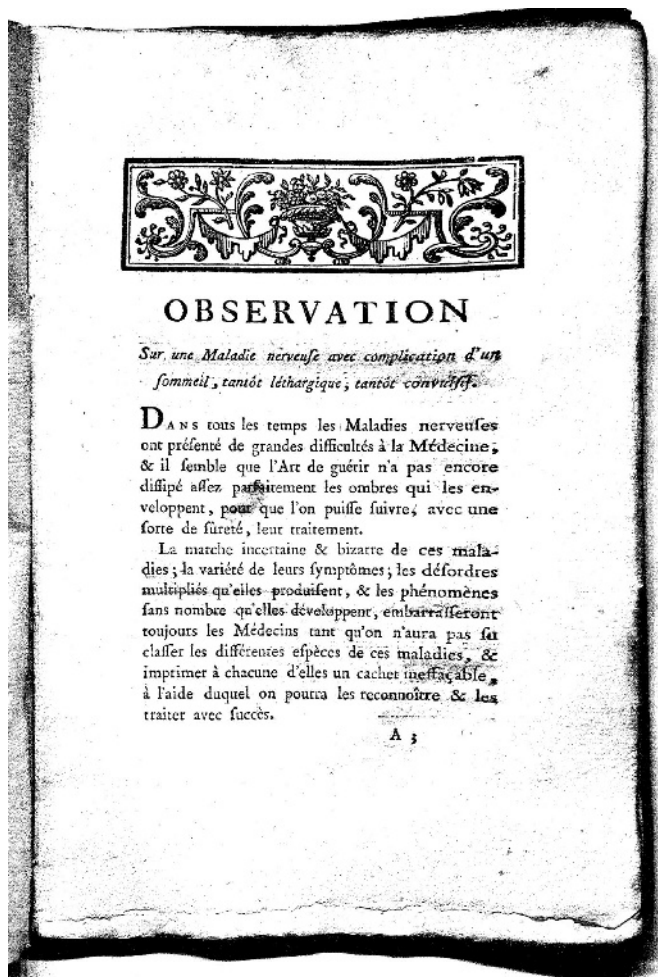 OBSERVATION
Sur une Maladie nerveuſe avec complication d'un
ſommeil, tantôt léthargique, tantôt convulſif.
DANS tous les temps les Maladies nerveuſes
ont préſenté de grandes difficultés à la Médecine,
& il ſemble que l'Art de guérir n'a pas encore
diſſipé aſſez parfaitement les ombres qui les en-
veloppent, pour que l'on puiſſe ſuivre, avec une
ſorte de ſûreté, leur traitement.
La marche incertaine & bizarre de ces mala-
dies; la variété de leurs ſymptômes; les déſordres
multipliés qu'elles produiſent, & les phénomènes
ſans nombre qu'elles développent, embarraſſeront
toujours les Médecins tant qu'on n'aura pas ſu
claſſer les différentes eſpèces de ces maladies, &
imprimer à chacune d'elles un cachet ineffaçable,
à l'aide duquel on pourra les reconnoître & les
traiter avec ſuccès.
A 3